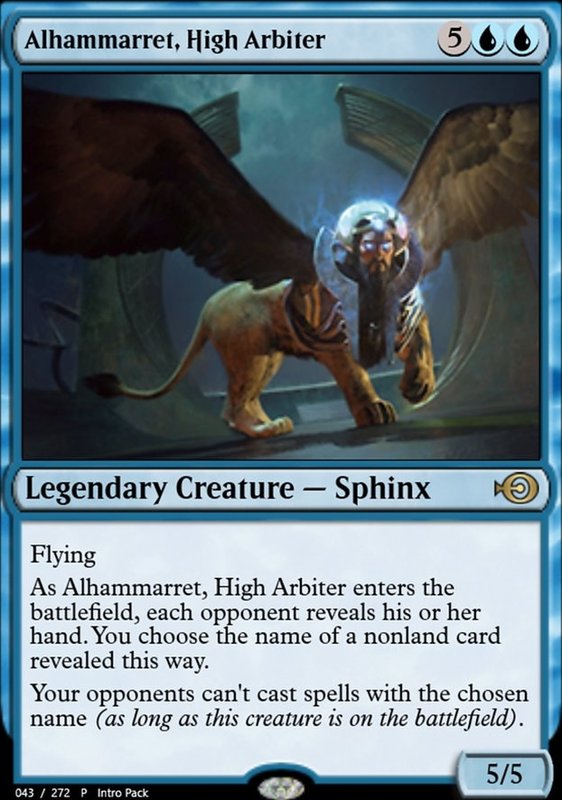 Alhammarret, High Arbiter 5
Legendary Creature — Sphinx
Flying
As Alhammarret, High Arbiter enters the
battlefield, each opponent reveals his or her
hand. You choose the name of a nonland card
revealed this way.
Your opponents can't cast spells with the chosen
name (as long as this creature is on the battlefield).
5/5
043 / 272 P Intro Pack